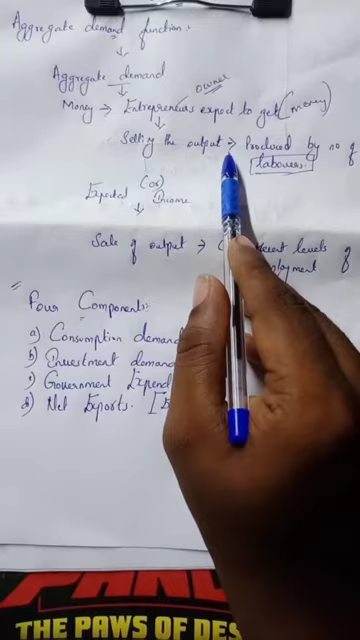 Aggregate demand function:
Aggregate demand
owner
Money → Entrepreneurs expect to get (money)
Selling the output → Produced by no of
labours.
(or)
Expected Income
Sale of output → levels of
Four Components:
a) Consumption demand
b) Investment demand
c) Government Expend
d) Net Exports. [
PAN
THE PAWS OF DES